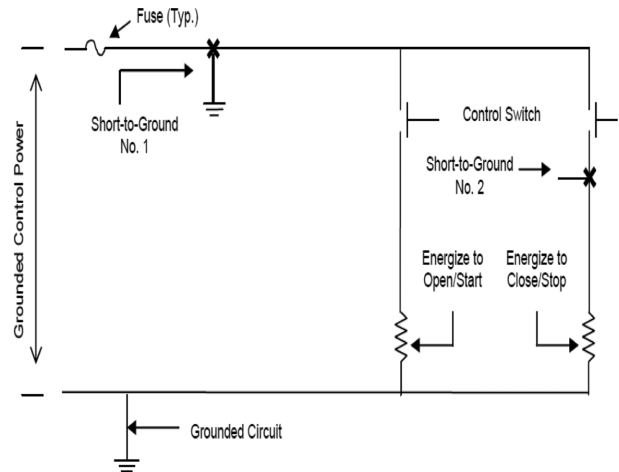 Fuse (Typ.)
Short-to-Ground
No. 1
Control Switch
Short-to-Ground
No. 2
Grounded Control Power
Energize to
Open/Start
Energize to
Close/Stop
Grounded Circuit